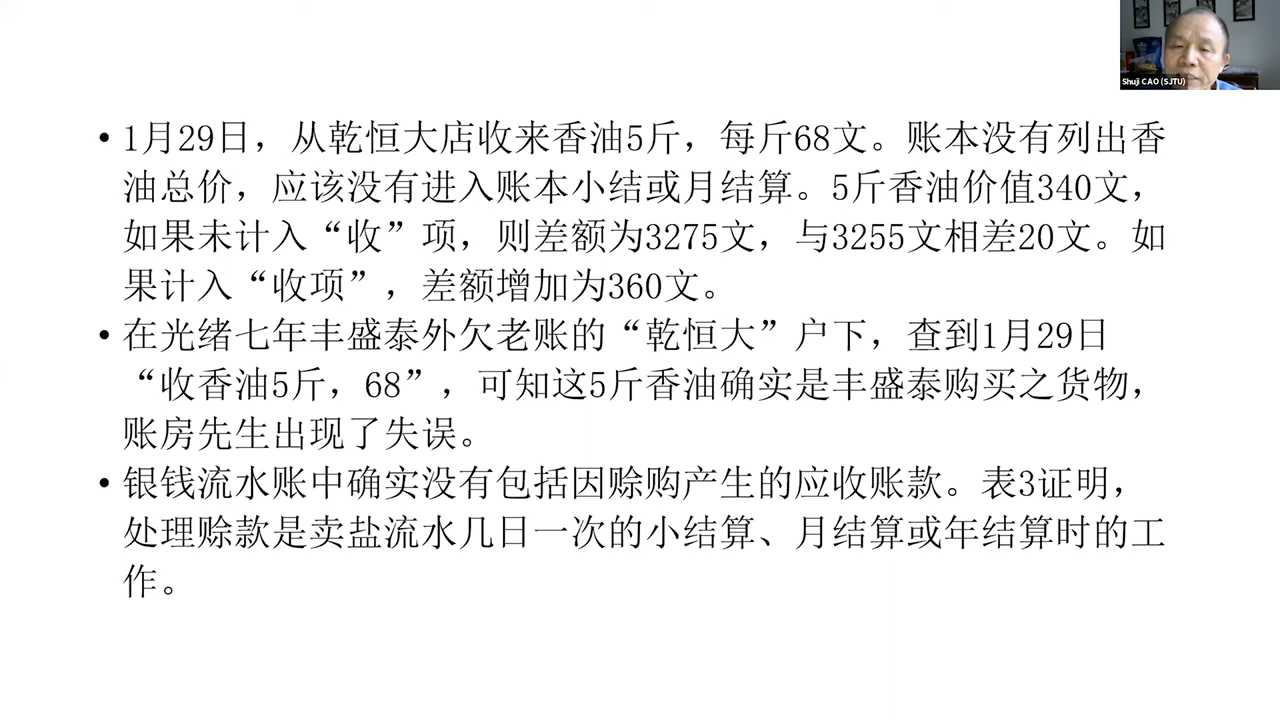 Shuji CAO (SJTU)
• 1月29日，从乾恒大店收来香油5斤，每斤68文。账本没有列出香
油总价，应该没有进入账本小结或月结算。5斤香油价值340文，
如果未计入“收”项，则差额为3275文，与3255文相差20文。如
果计入“收项”，差额增加为360文。
• 在光绪七年丰盛泰外欠老账的“乾恒大”户下，查到1月29日
“收香油5斤，68”，可知这5斤香油确实是丰盛泰购买之货物，
账房先生出现了失误。
• 银钱流水账中确实没有包括因赊购产生的应收账款。表3证明，
处理赊款是卖盐流水几日一次的小结算、月结算或年结算时的工
作。